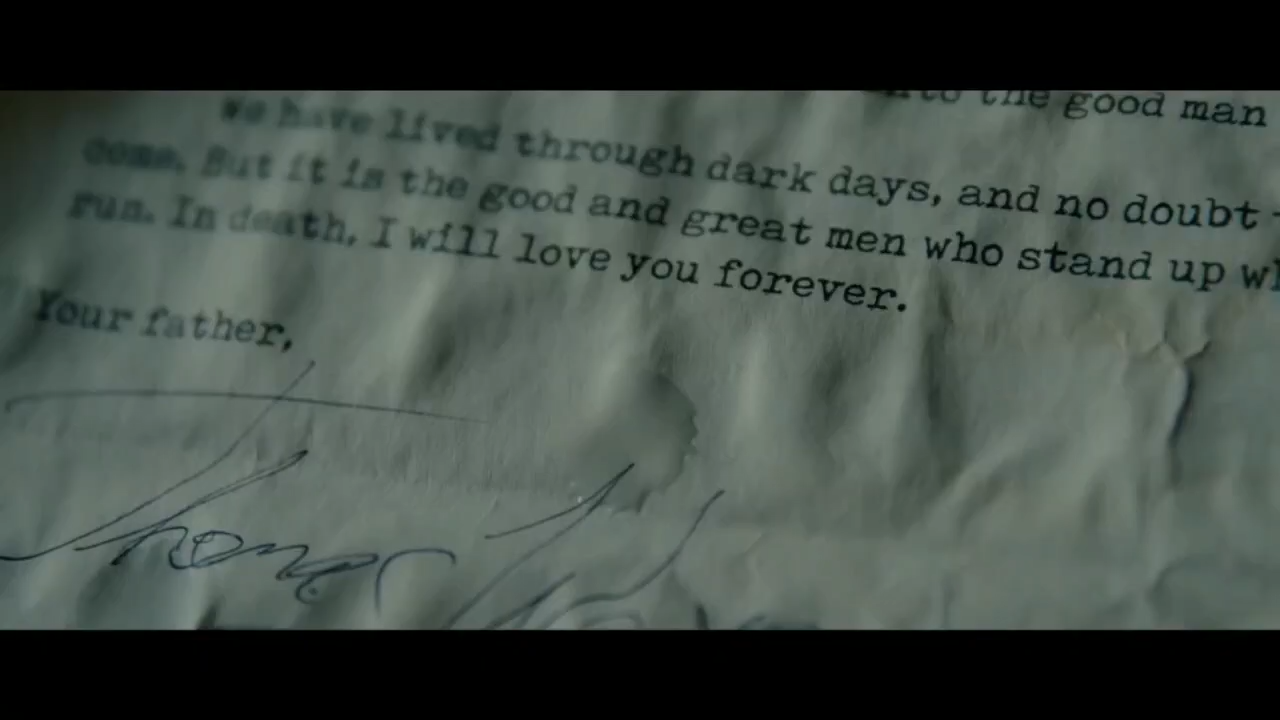 the good man
We have lived through dark days, and no doubt
come. But it is the good and great men who stand up
run. In death, I will love you forever.
Your father,
Thomas